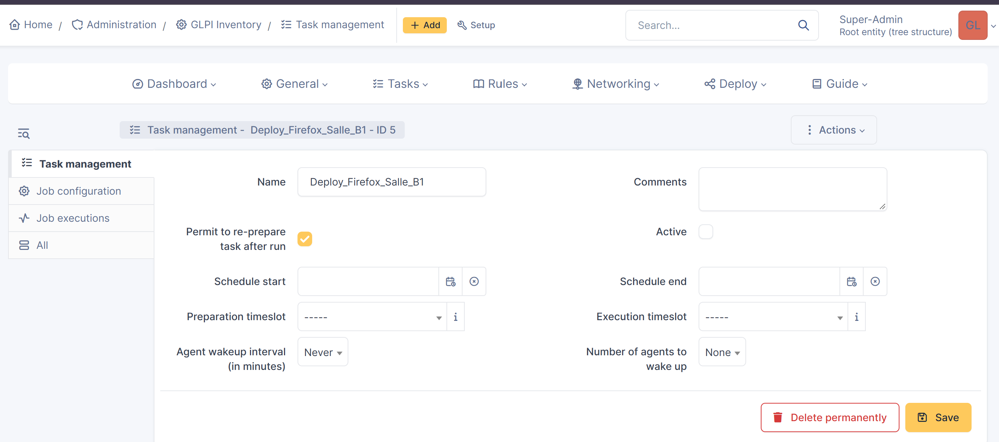 Home / Administration / GLPI Inventory / Task management + Add Setup Search... Super-Admin
Root entity (tree structure) GL
Dashboard General Tasks Rules Networking Deploy Guide
Task management - Deploy_Firefox_Salle_B1 - ID 5
Actions
Task management
Job configuration
Job executions
All
Name Deploy_Firefox_Salle_B1
Comments
Permit to re-prepare
task after run
Active
Schedule start
Schedule end
Preparation timeslot -----
Execution timeslot -----
Agent wakeup interval
(in minutes)
Never
Number of agents to
wake up
None
Delete permanently
Save